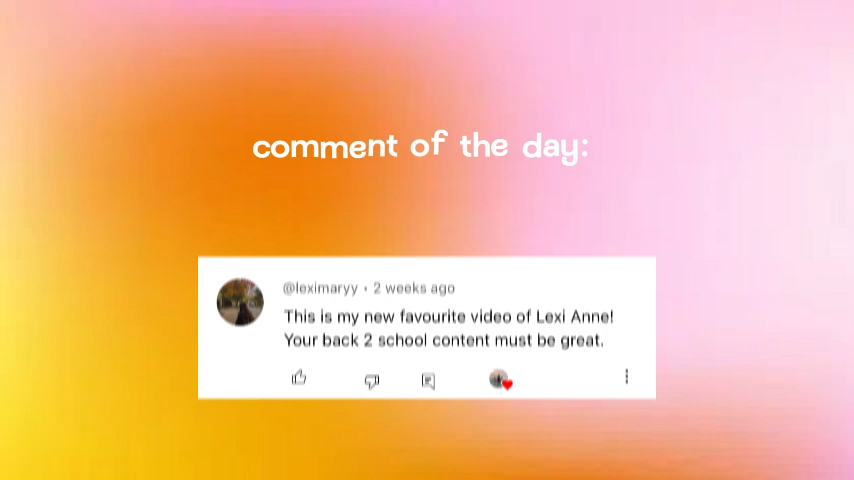 comment of the day:
@leximaryy • 2 weeks ago
This is my new favourite video of Lexi Anne!
Your back 2 school content must be great.